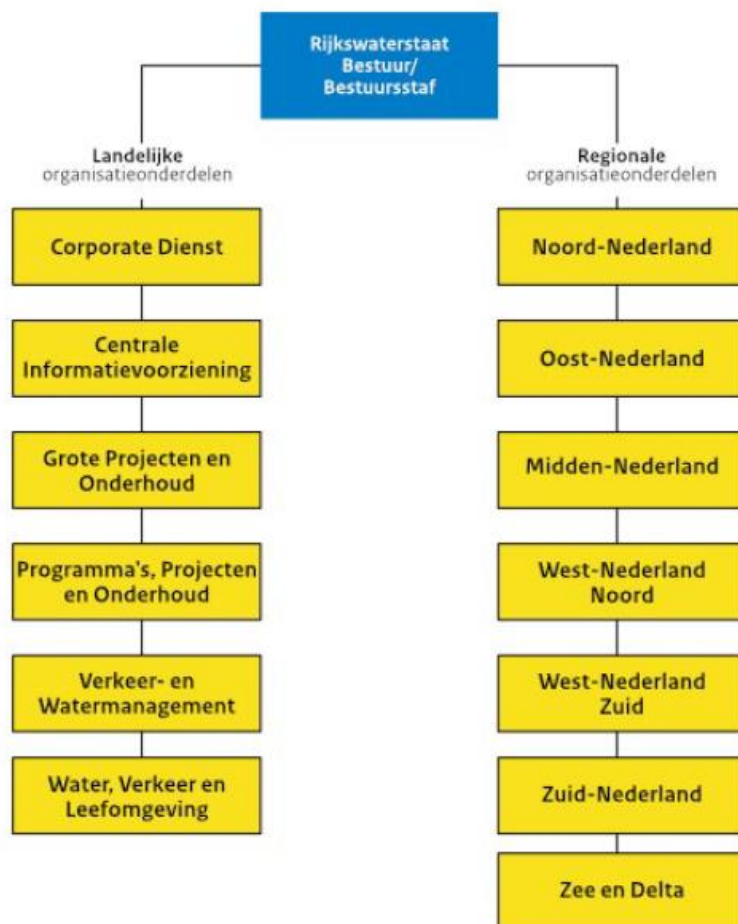 Rijkswaterstaat
Bestuur/
Bestuursstaf
Landelijke
organisatieonderdelen
Corporate Dienst
Centrale
Informatievoorziening
Grote Projecten en
Onderhoud
Programma's, Projecten
en Onderhoud
Verkeer- en
Watermanagement
Water, Verkeer en
Leefomgeving
Regionale
organisatieonderdelen
Noord-Nederland
Oost-Nederland
Midden-Nederland
West-Nederland
Noord
West-Nederland
Zuid
Zuid-Nederland
Zee en Delta